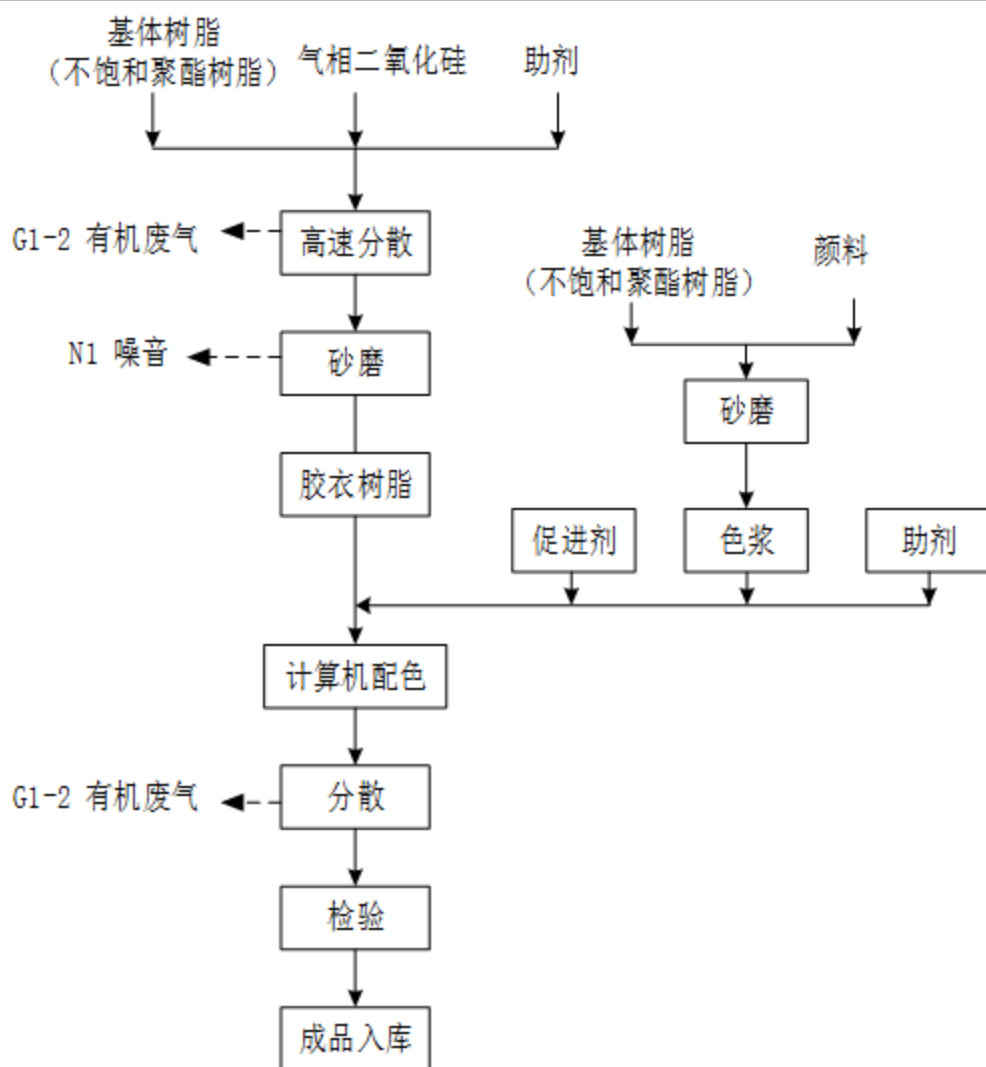 基体树脂
（不饱和聚酯树脂）
气相二氧化硅
助剂
G1-2 有机废气
高速分散
基体树脂
（不饱和聚酯树脂）
颜料
N1 噪音
砂磨
砂磨
胶衣树脂
促进剂
色浆
助剂
计算机配色
G1-2 有机废气
分散
检验
成品入库